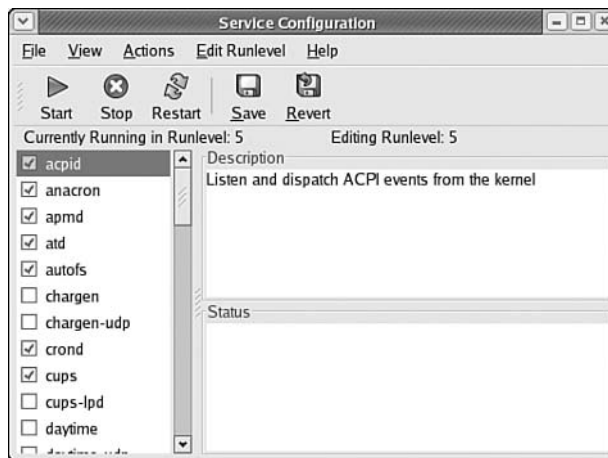 Service Configuration
File View Actions Edit Runlevel Help
Start Stop Restart Save Revert
Currently Running in Runlevel: 5 Editing Runlevel: 5
acpid
anacron
apmd
atd
autofs
chargen
chargen-udp
crond
cups
cups-lpd
daytime
Description
Listen and dispatch ACPI events from the kernel
Status